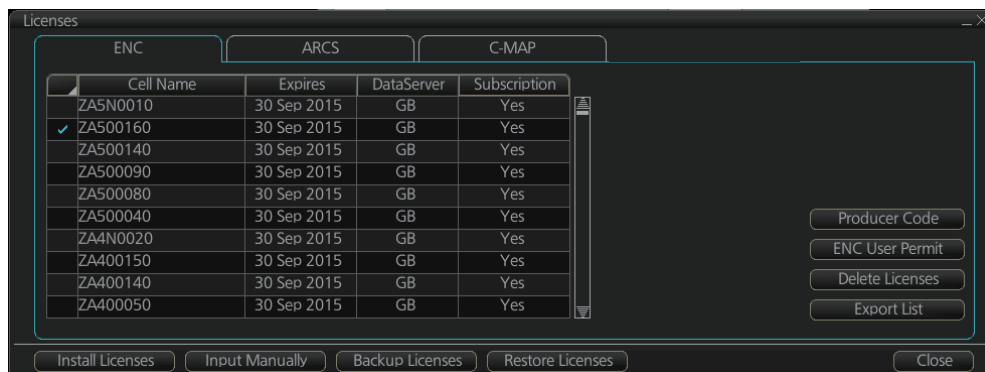 Licenses
ENC ARCS C-MAP
Cell Name Expires DataServer Subscription
ZA5N0010 30 Sep 2015 GB Yes
ZA500160 30 Sep 2015 GB Yes
ZA500140 30 Sep 2015 GB Yes
ZA500090 30 Sep 2015 GB Yes
ZA500080 30 Sep 2015 GB Yes
ZA500040 30 Sep 2015 GB Yes
ZA4N0020 30 Sep 2015 GB Yes
ZA400150 30 Sep 2015 GB Yes
ZA400140 30 Sep 2015 GB Yes
ZA400050 30 Sep 2015 GB Yes
Producer Code
ENC User Permit
Delete Licenses
Export List
Install Licenses Input Manually Backup Licenses Restore Licenses Close